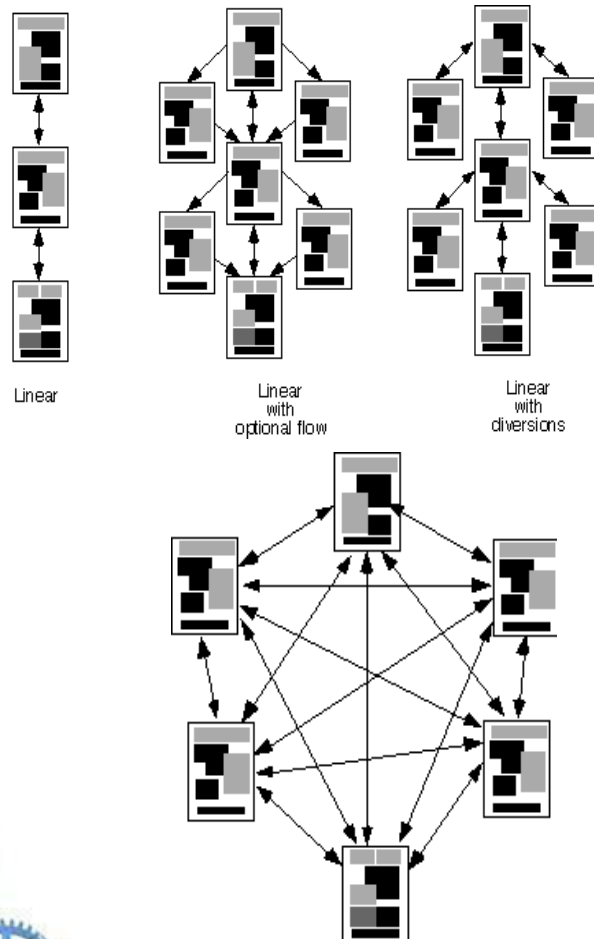 Linear
Linear
with
optional flow
Linear
with
diversions